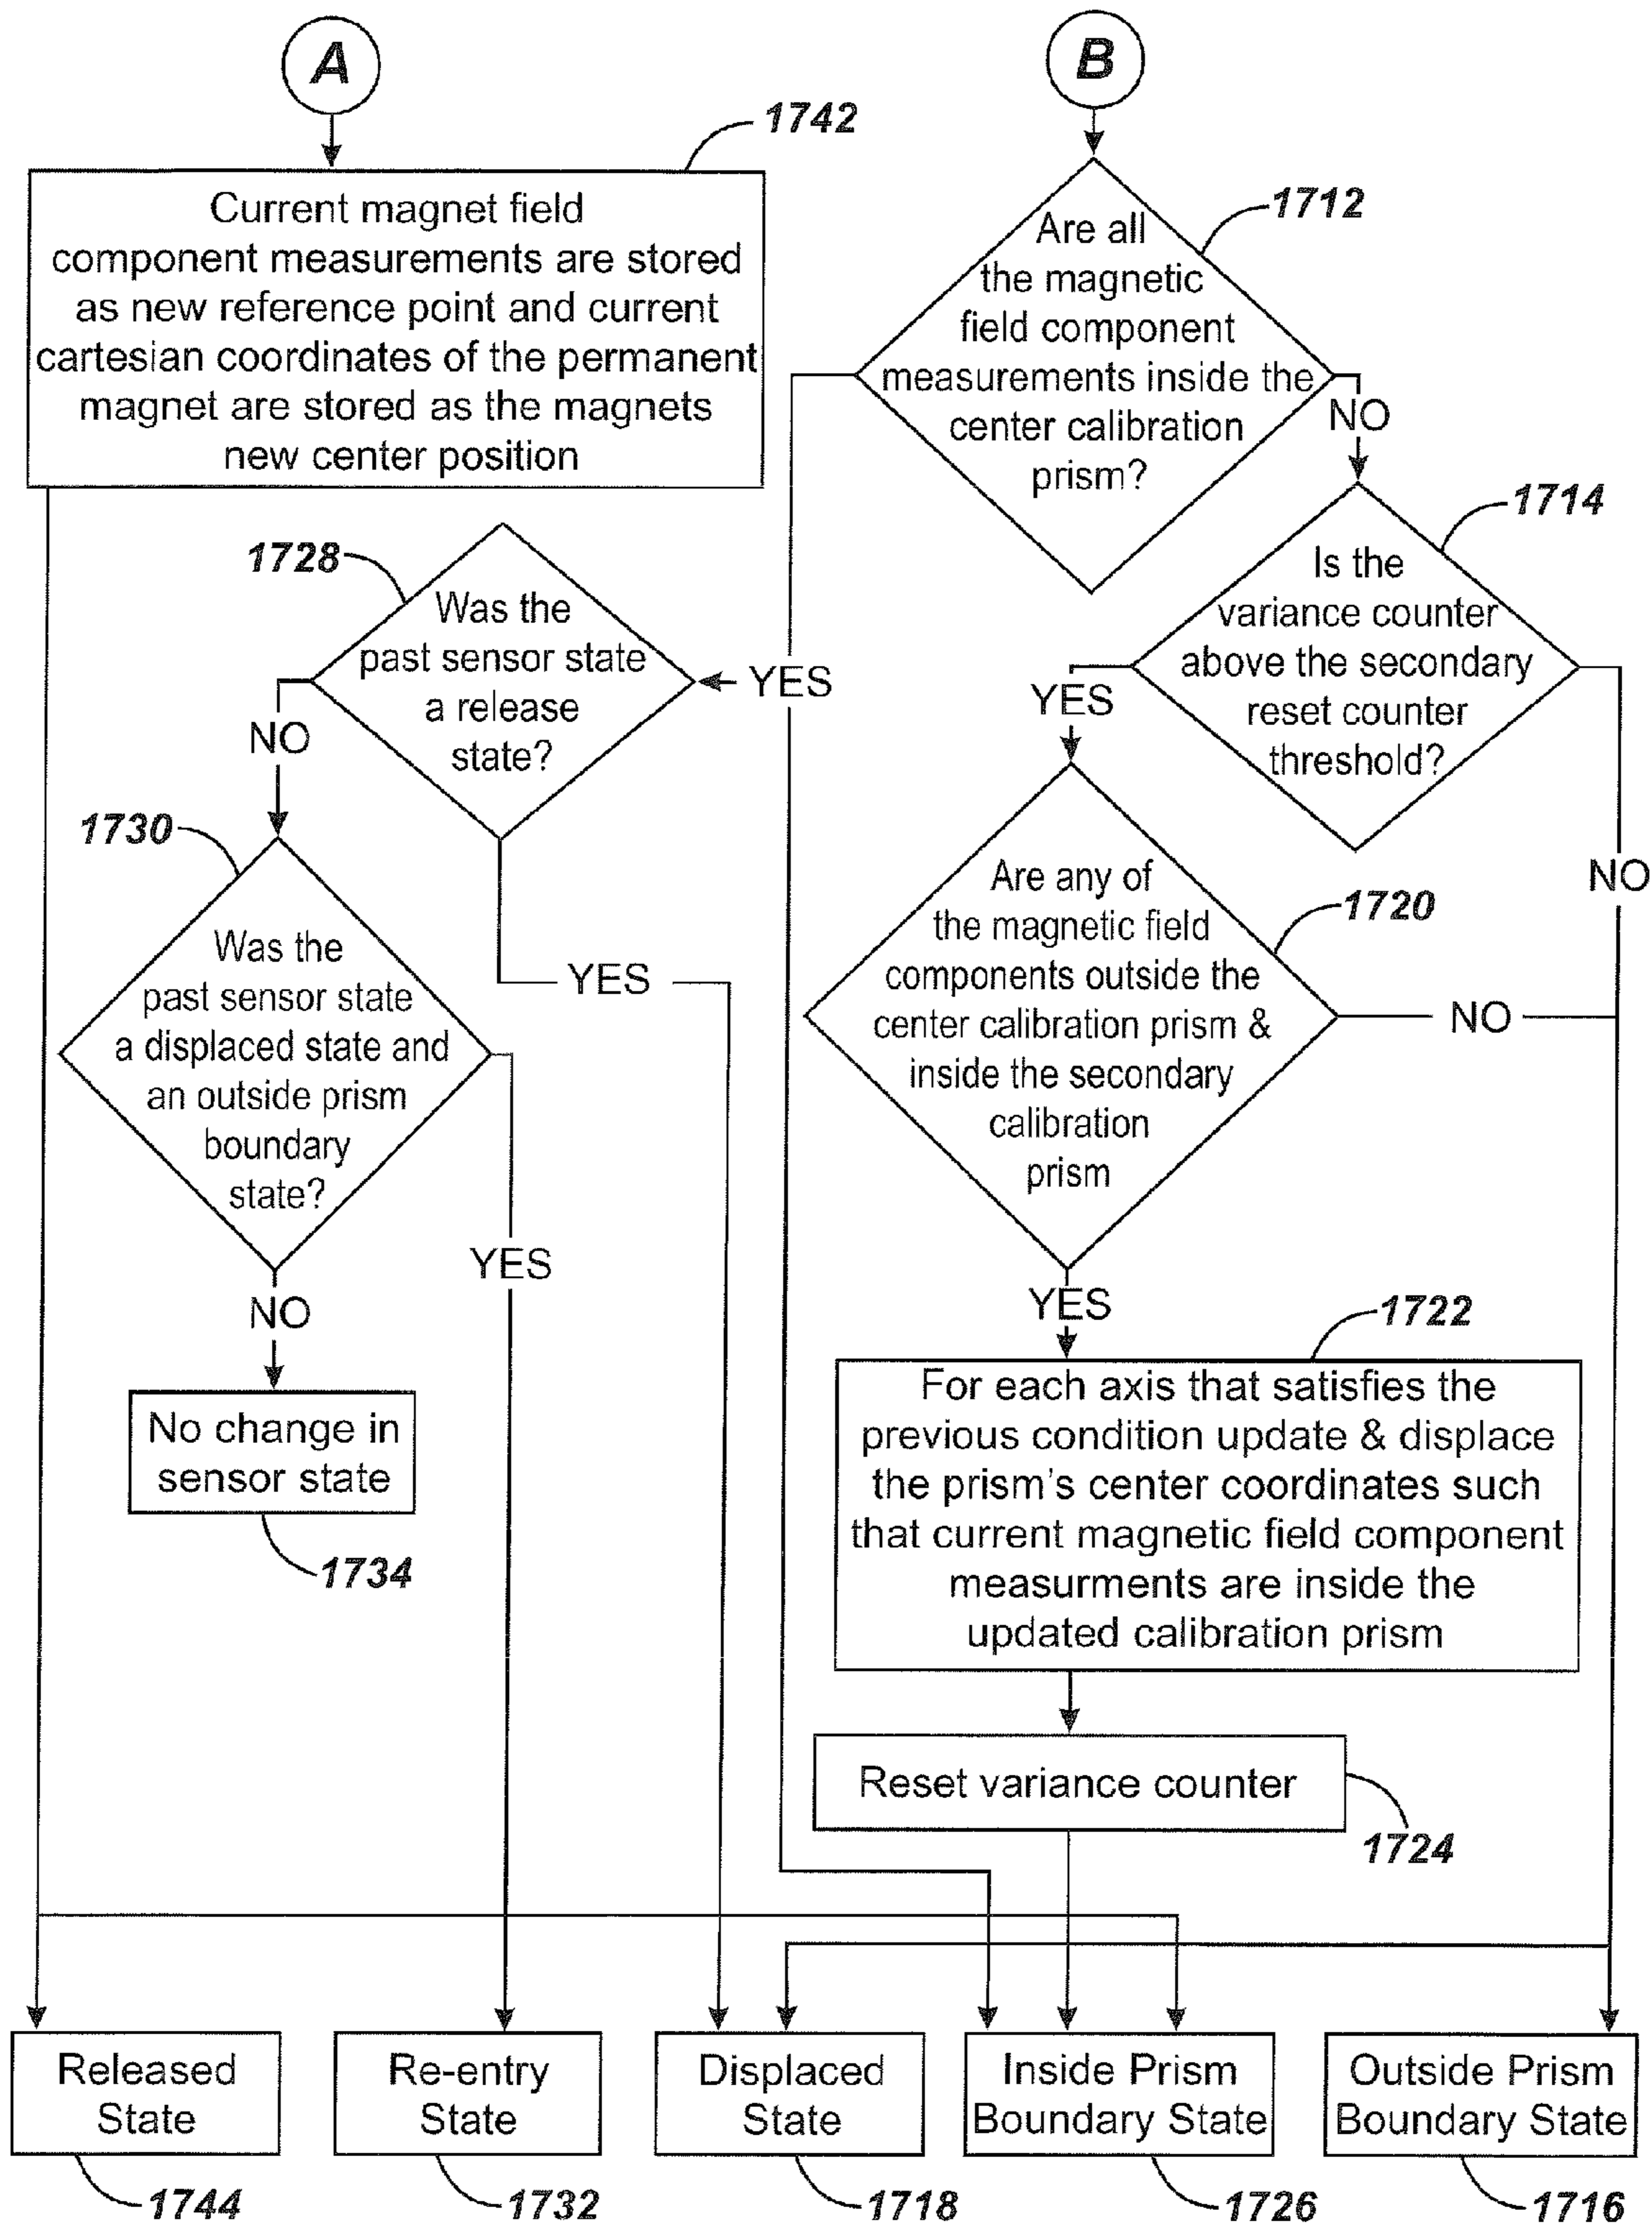 A
1742
Current magnet field
component measurements are stored
as new reference point and current
cartesian coordinates of the permanent
magnet are stored as the magnets
new center position
B
1712
Are all
the magnetic
field component
measurements inside the
center calibration
prism?
NO
YES
1714
Is the
variance counter
above the secondary
reset counter
threshold?
YES
NO
1728
Was the
past sensor state
a release
state?
NO
YES
1730
Was the
past sensor state
a displaced state and
an outside prism
boundary
state?
YES
NO
No change in
sensor state
1734
1720
Are any of
the magnetic field
components outside the
center calibration prism &
inside the secondary
calibration
prism
NO
YES
1722
For each axis that satisfies the
previous condition update & displace
the prism's center coordinates such
that current magnetic field component
measurments are inside the
updated calibration prism
Reset variance counter
1724
Released
State
1744
Re-entry
State
1732
Displaced
State
1718
Inside Prism
Boundary State
1726
Outside Prism
Boundary State
1716